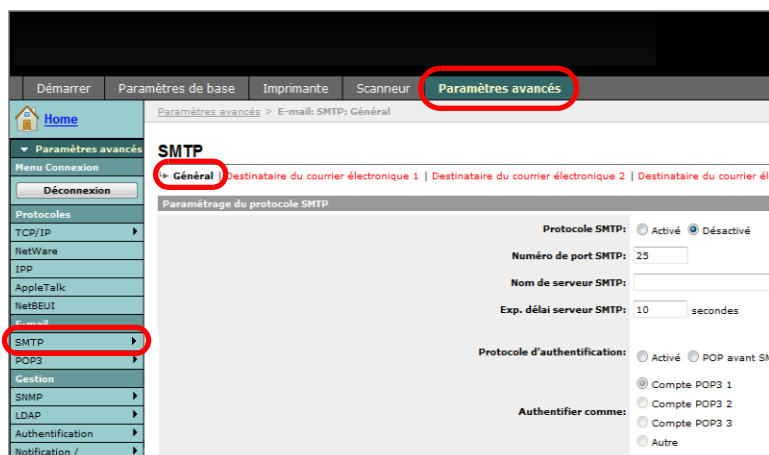 Démarrer Paramètres de base Imprimante Scanneur Paramètres avancés
Home
Paramètres avancés > E-mail: SMTP: Général
Paramètres avancés
SMTP
Menu Connexion
Général | Destinataire du courrier électronique 1 | Destinataire du courrier électronique 2 | Destinataire du courrier él
Déconnexion
Paramétrage du protocole SMTP
Protocoles
TCP/IP
NetWare
IPP
AppleTalk
NetBEUI
E-mail
SMTP
POP3
Gestion
SNMP
LDAP
Authentification
Notification /
Protocole SMTP: Activé Désactivé
Numéro de port SMTP: 25
Nom de serveur SMTP:
Exp. délai serveur SMTP: 10 secondes
Protocole d'authentification: Activé POP avant SM
Authentifier comme: Compte POP3 1
Compte POP3 2
Compte POP3 3
Autre